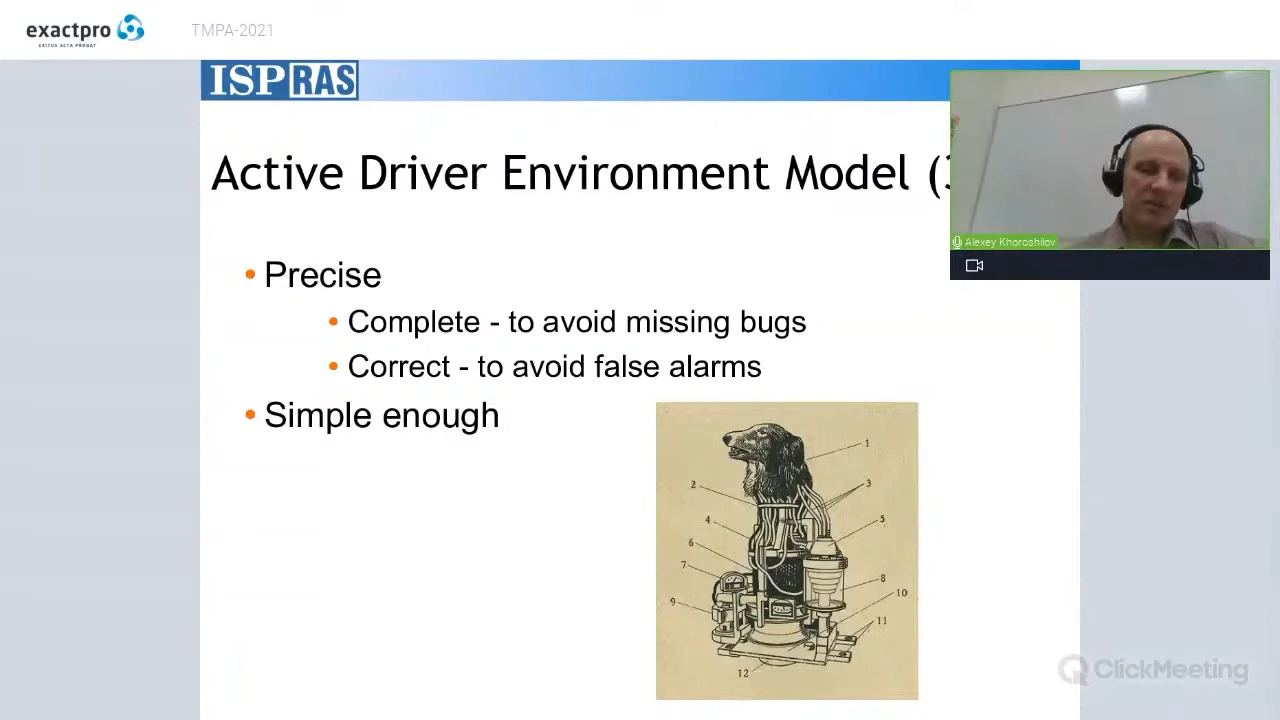 exactpro
EXITUS ACTA PROBAT
TMPA-2021
ISPRAS
Active Driver Environment Model (
Alexey Khoroshilov
• Precise
• Complete - to avoid missing bugs
• Correct - to avoid false alarms
• Simple enough
1
2
3
4
5
6
7
8
9
10
11
12
ClickMeeting